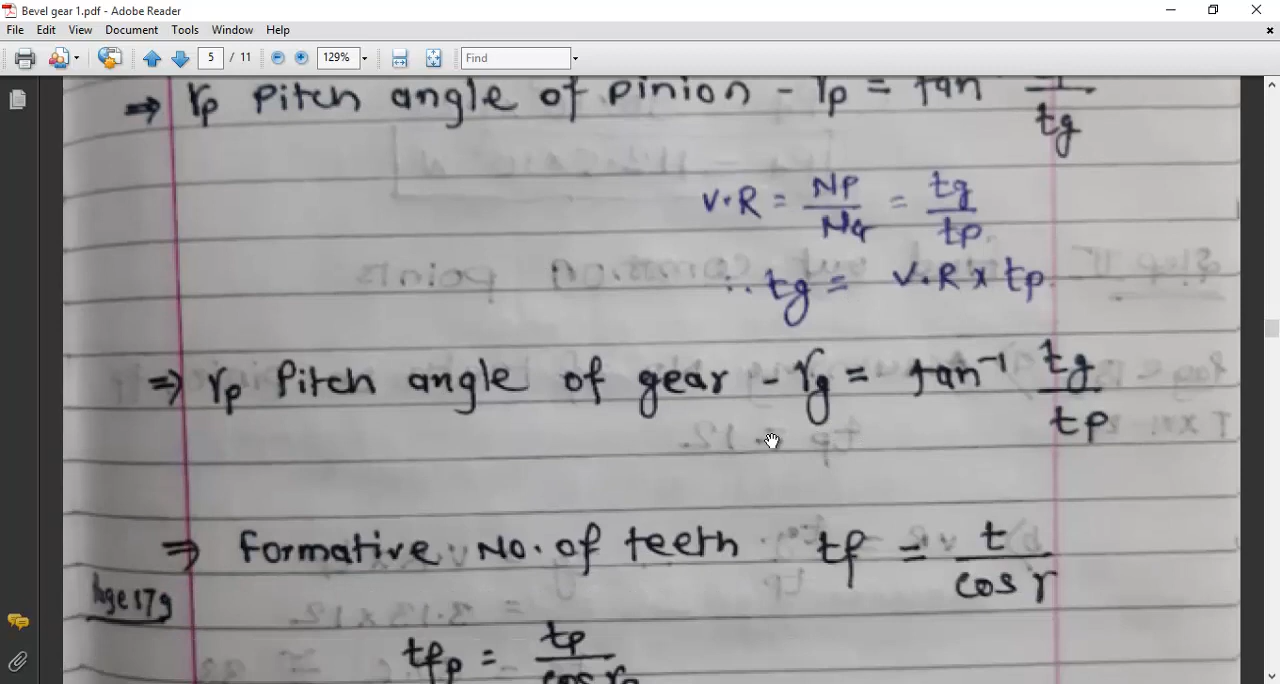 Bevel gear 1.pdf - Adobe Reader
File Edit View Document Tools Window Help
5 / 11 129% Find
⇒ γp Pitch angle of pinion - γp = tan
tg
V.R = Np/NG = tg/tp
∴ tg = V.R x tp
⇒ γp Pitch angle of gear - γg = tan⁻¹ tg/tp
⇒ Formative No. of teeth tf = t/cos γ
Page 179
tfp = tp/cos γp